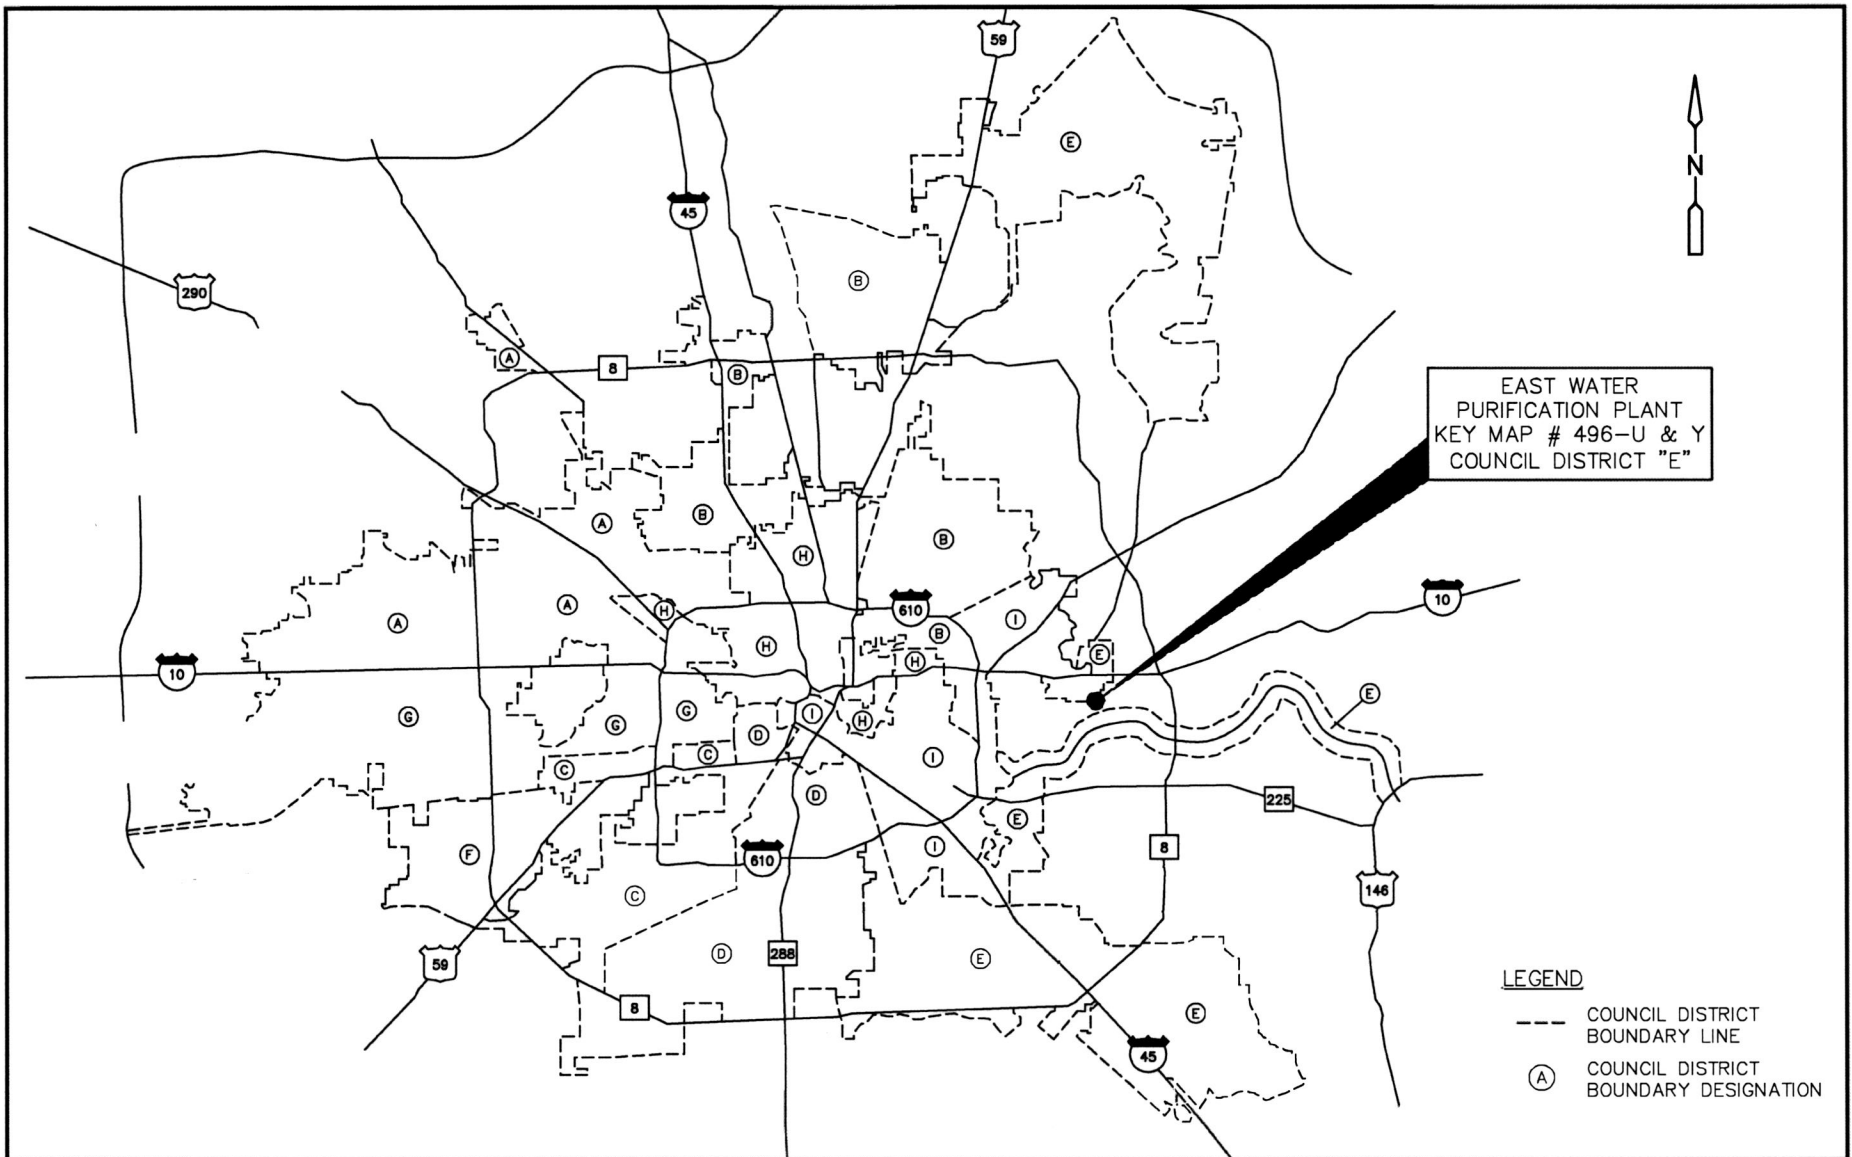 59
E
N
45
290
B
A
8
B
EAST WATER
PURIFICATION PLANT
KEY MAP # 496-U & Y
COUNCIL DISTRICT "E"
A
B
B
H
A
A
H
610
I
10
B
H
H
E
10
E
G
G
G
D
I
H
C
I
C
D
225
E
F
610
I
8
C
146
D
288
E
59
LEGEND
8
E
COUNCIL DISTRICT
BOUNDARY LINE
45
A
COUNCIL DISTRICT
BOUNDARY DESIGNATION